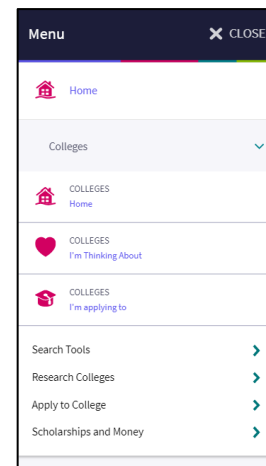 Menu CLOSE
Home
Colleges
COLLEGES
Home
COLLEGES
I'm Thinking About
COLLEGES
I'm applying to
Search Tools
Research Colleges
Apply to College
Scholarships and Money